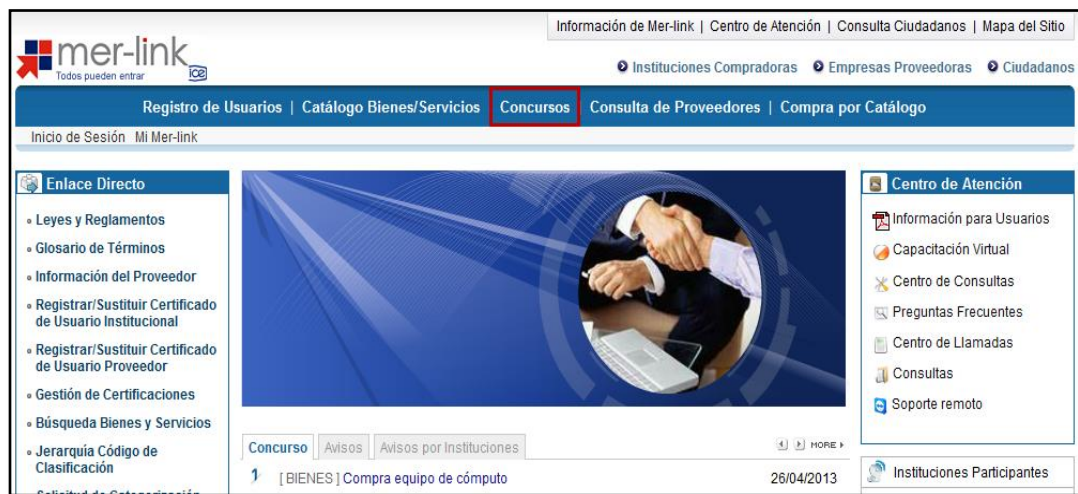 Información de Mer-link | Centro de Atención | Consulta Ciudadanos | Mapa del Sitio
mer-link
Todos pueden entrar
ice
Instituciones Compradoras Empresas Proveedoras Ciudadanos
Registro de Usuarios | Catálogo Bienes/Servicios Concursos Consulta de Proveedores | Compra por Catálogo
Inicio de Sesión Mi Mer-link
Enlace Directo
Leyes y Reglamentos
Glosario de Términos
Información del Proveedor
Registrar/Sustituir Certificado
de Usuario Institucional
Registrar/Sustituir Certificado
de Usuario Proveedor
Gestión de Certificaciones
Búsqueda Bienes y Servicios
Jerarquía Código de
Clasificación
Solicitud de Categorización
Concurso Avisos Avisos por Instituciones MORE
1 [ BIENES ] Compra equipo de cómputo 26/04/2013
Centro de Atención
Información para Usuarios
Capacitación Virtual
Centro de Consultas
Preguntas Frecuentes
Centro de Llamadas
Consultas
Soporte remoto
Instituciones Participantes